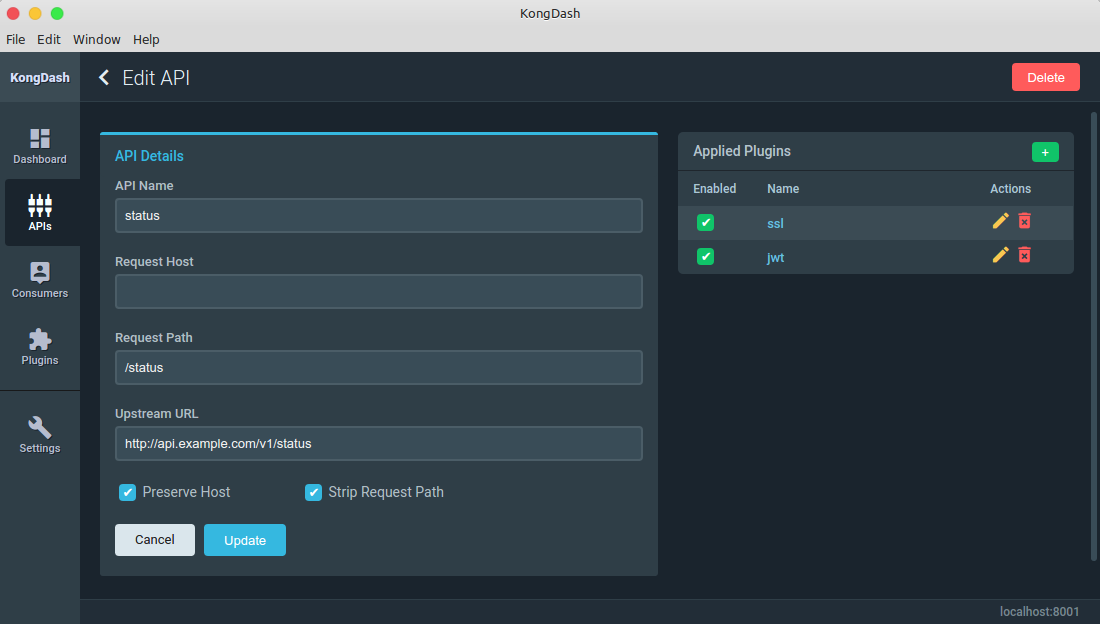 KongDash
File Edit Window Help
KongDash
Edit API
Delete
Dashboard
APIs
Consumers
Plugins
Settings
API Details
API Name
status
Request Host
Request Path
/status
Upstream URL
http://api.example.com/v1/status
Preserve Host Strip Request Path
Cancel Update
Applied Plugins +
Enabled Name Actions
ssl
jwt
localhost:8001